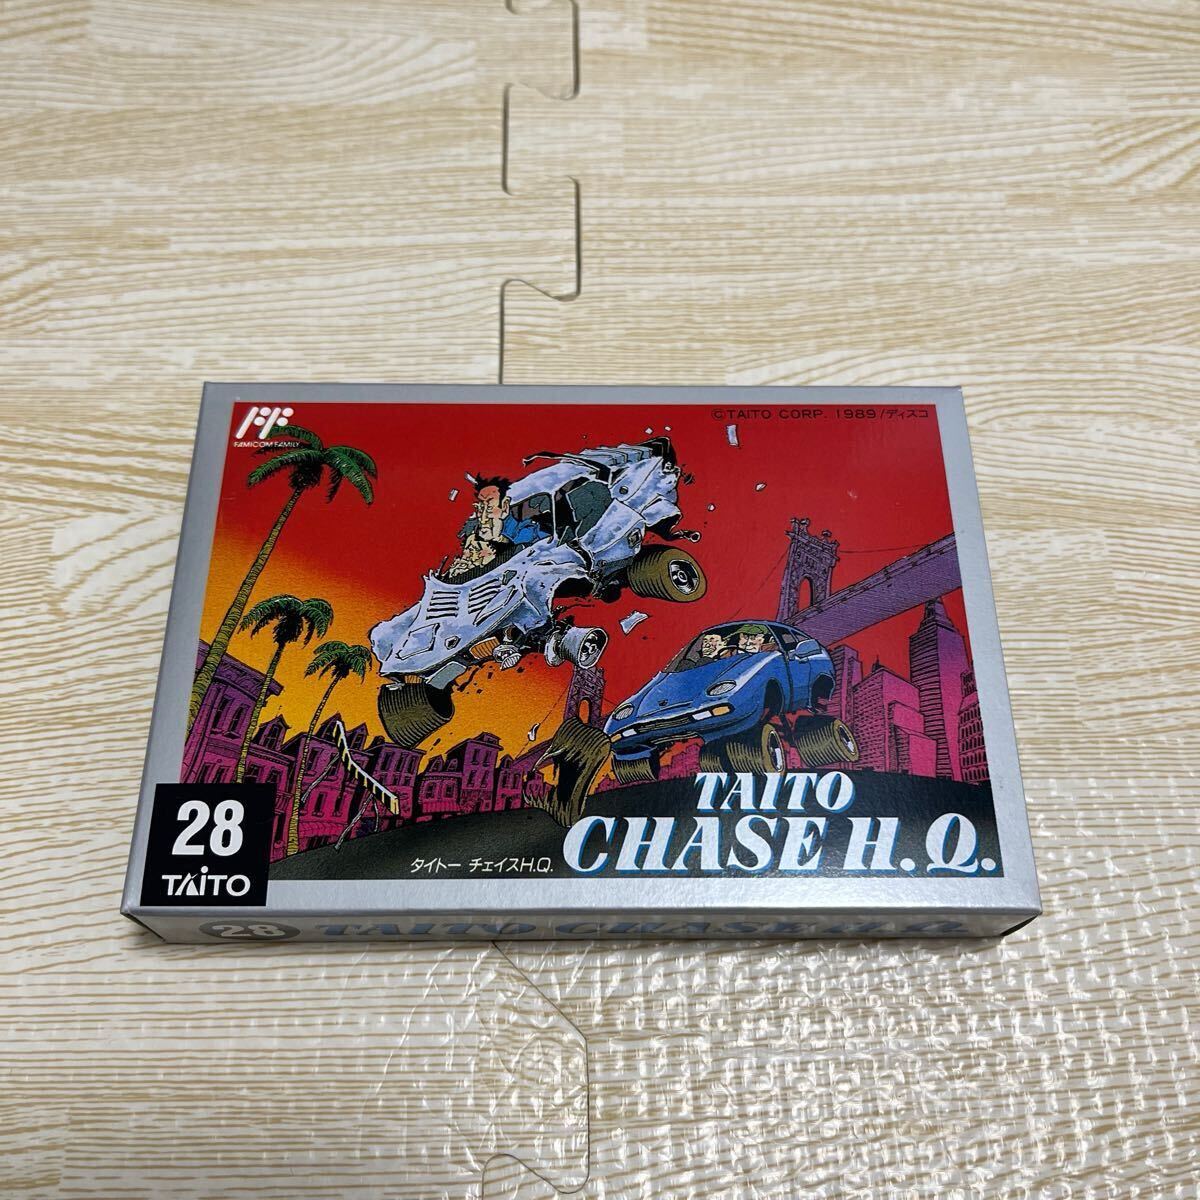 FAMICOM FAMILY
©TAITO CORP. 1989/ディスコ
TAITO
CHASE H.Q.
タイトー チェイスH.Q.
28
TAITO
28 TAITO CHASE H.Q.